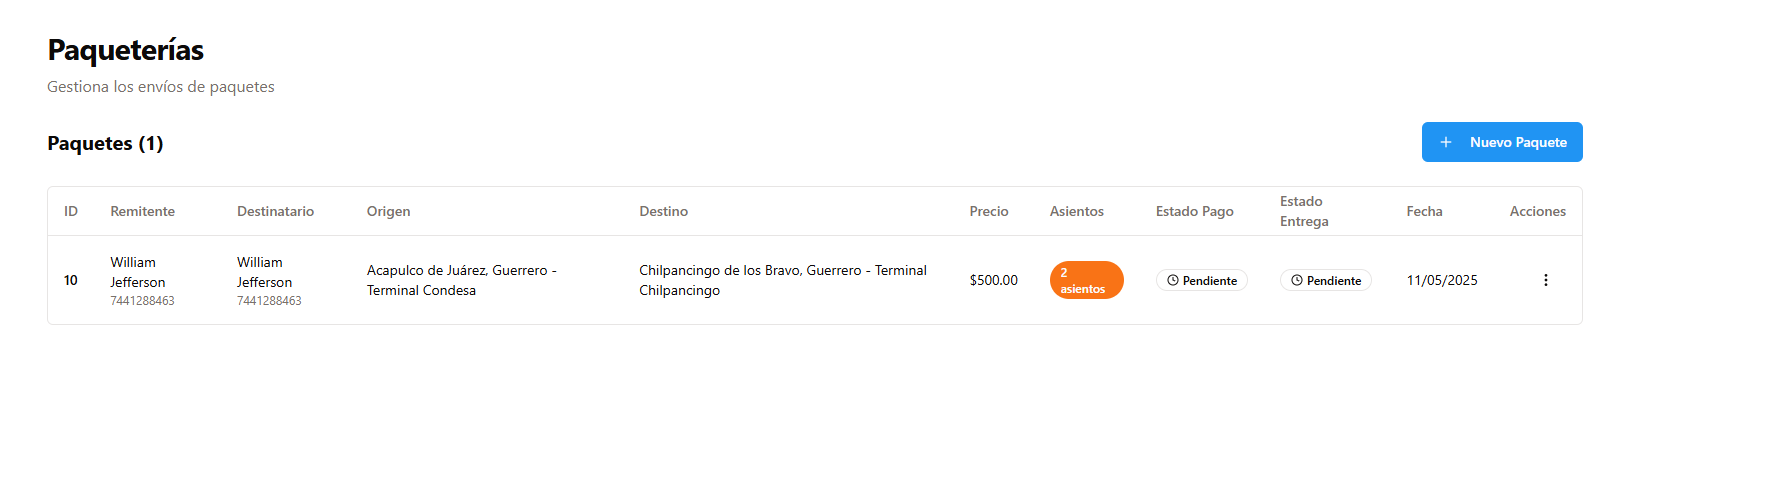 Paqueterías
Gestiona los envíos de paquetes
Paquetes (1)
Nuevo Paquete
ID Remitente Destinatario Origen Destino Precio Asientos Estado Pago Estado Entrega Fecha Acciones
10
William
Jefferson
7441288463
William
Jefferson
7441288463
Acapulco de Juárez, Guerrero -
Terminal Condesa
Chilpancingo de los Bravo, Guerrero - Terminal
Chilpancingo
$500.00
2
asientos
Pendiente
Pendiente
11/05/2025